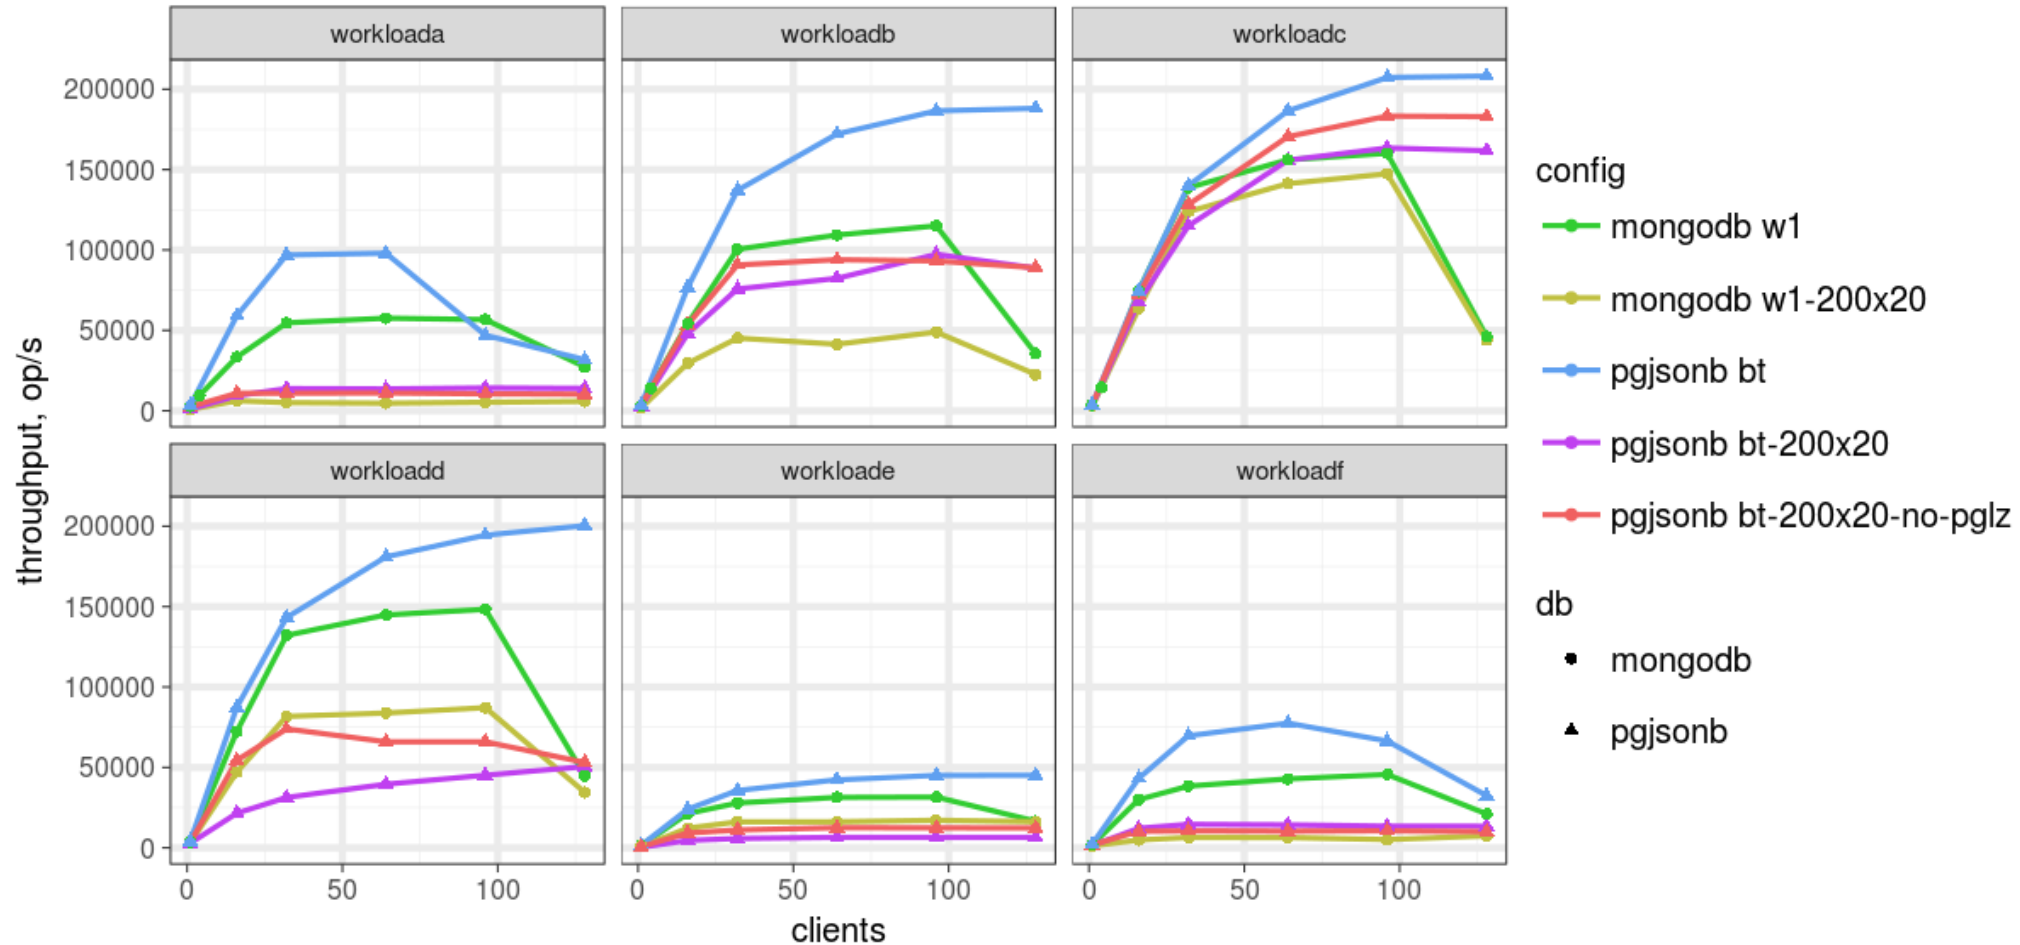 workloada
workloadb
workloadc
200000
150000
100000
50000
0
workloadd
workloade
workloadf
200000
150000
100000
50000
0
0 50 100
0 50 100
0 50 100
clients
throughput, op/s
config
mongodb w1
mongodb w1-200x20
pgjsonb bt
pgjsonb bt-200x20
pgjsonb bt-200x20-no-pglz
db
mongodb
pgjsonb